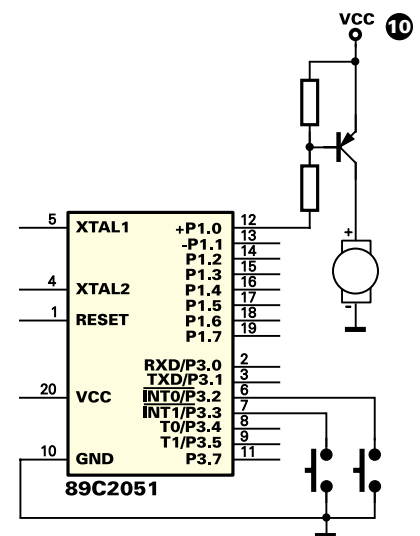 VCC 10
+
-
5 XTAL1 +P1.0 12
-P1.1 13
P1.2 14
P1.3 15
4 XTAL2 P1.4 16
P1.5 17
1 RESET P1.6 18
P1.7 19
RXD/P3.0 2
TXD/P3.1 3
20 VCC INT0/P3.2 6
INT1/P3.3 7
T0/P3.4 8
T1/P3.5 9
10 GND P3.7 11
89C2051